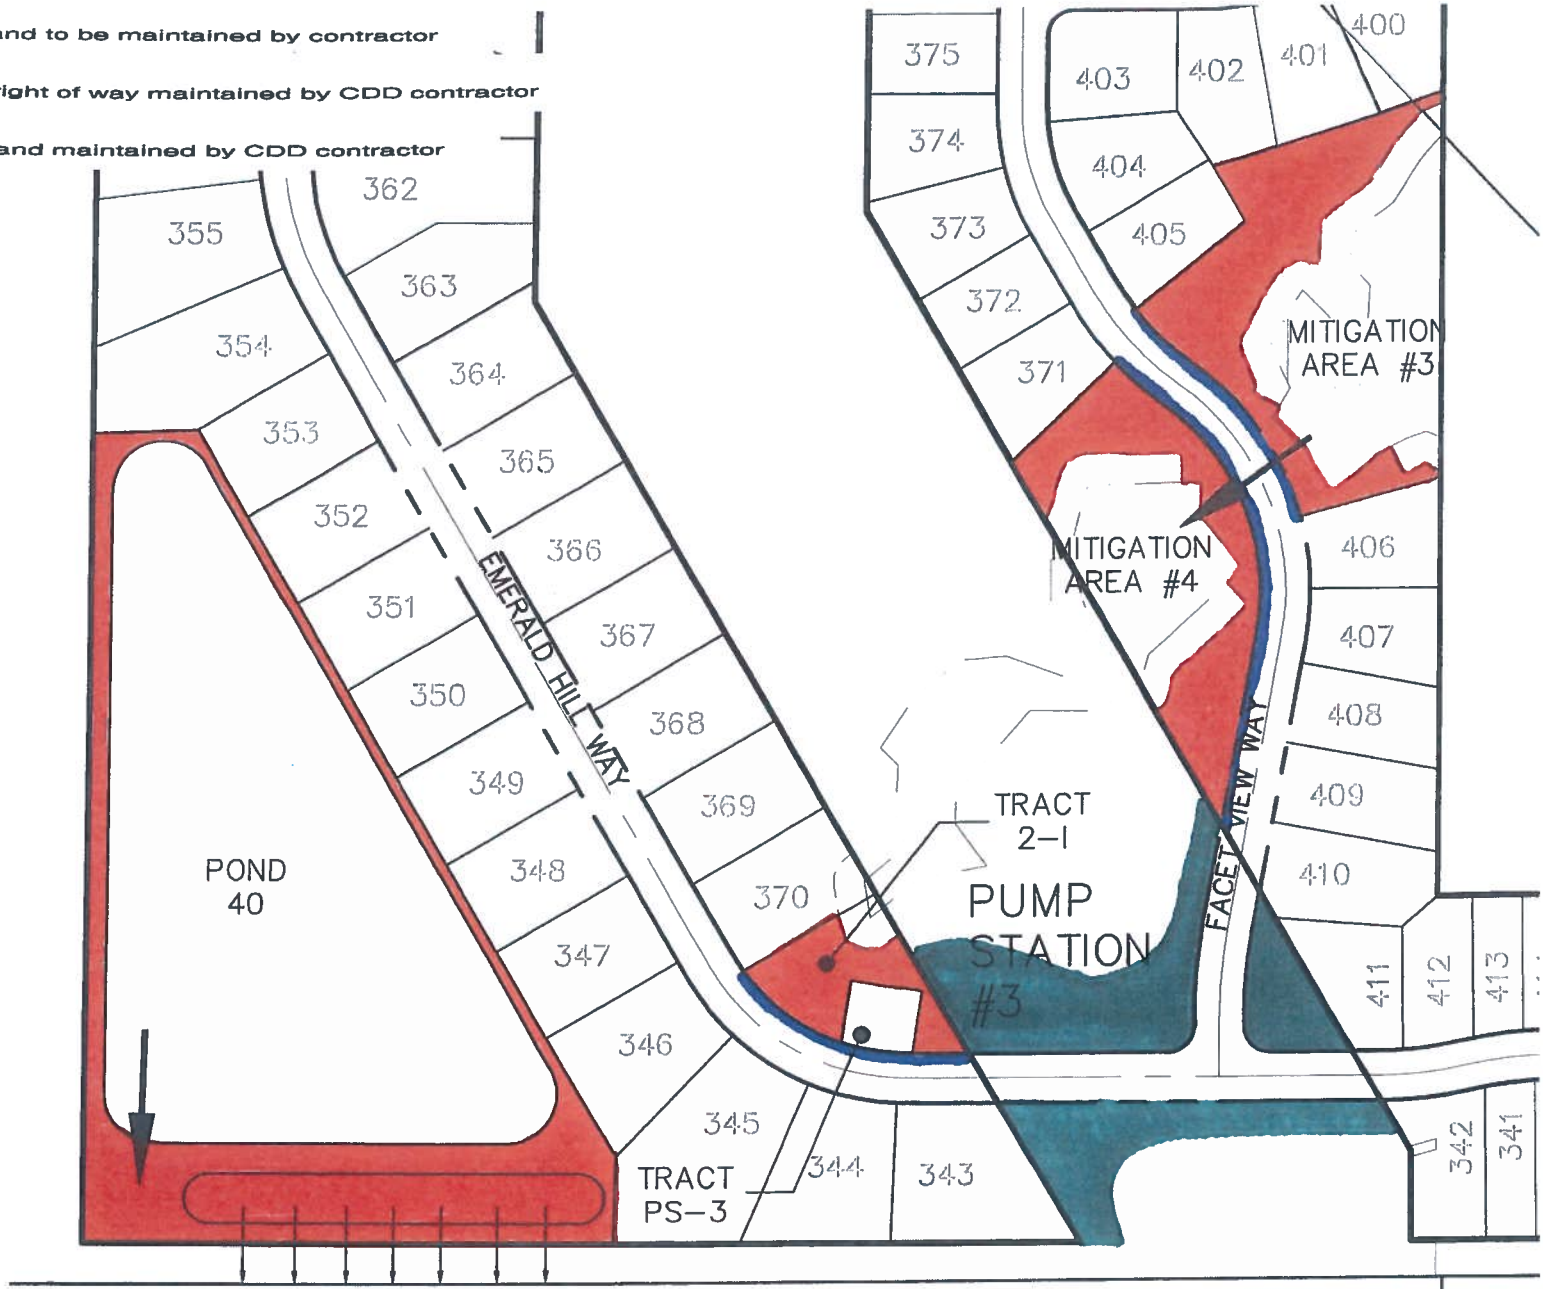 and to be maintained by contractor
ight of way maintained by CDD contractor
and maintained by CDD contractor
375
403
402
401
400
374
404
362
355
373
405
363
372
354
MITIGATION
AREA #3
364
371
353
365
352
366
MITIGATION
AREA #4
406
351
EMERALD HILL WAY
367
407
350
368
408
349
369
TRACT
2-I
FACET VIEW WAY
409
POND
40
348
370
410
PUMP
STATION
#3
347
411
412
413
346
345
344
343
342
341
TRACT
PS-3